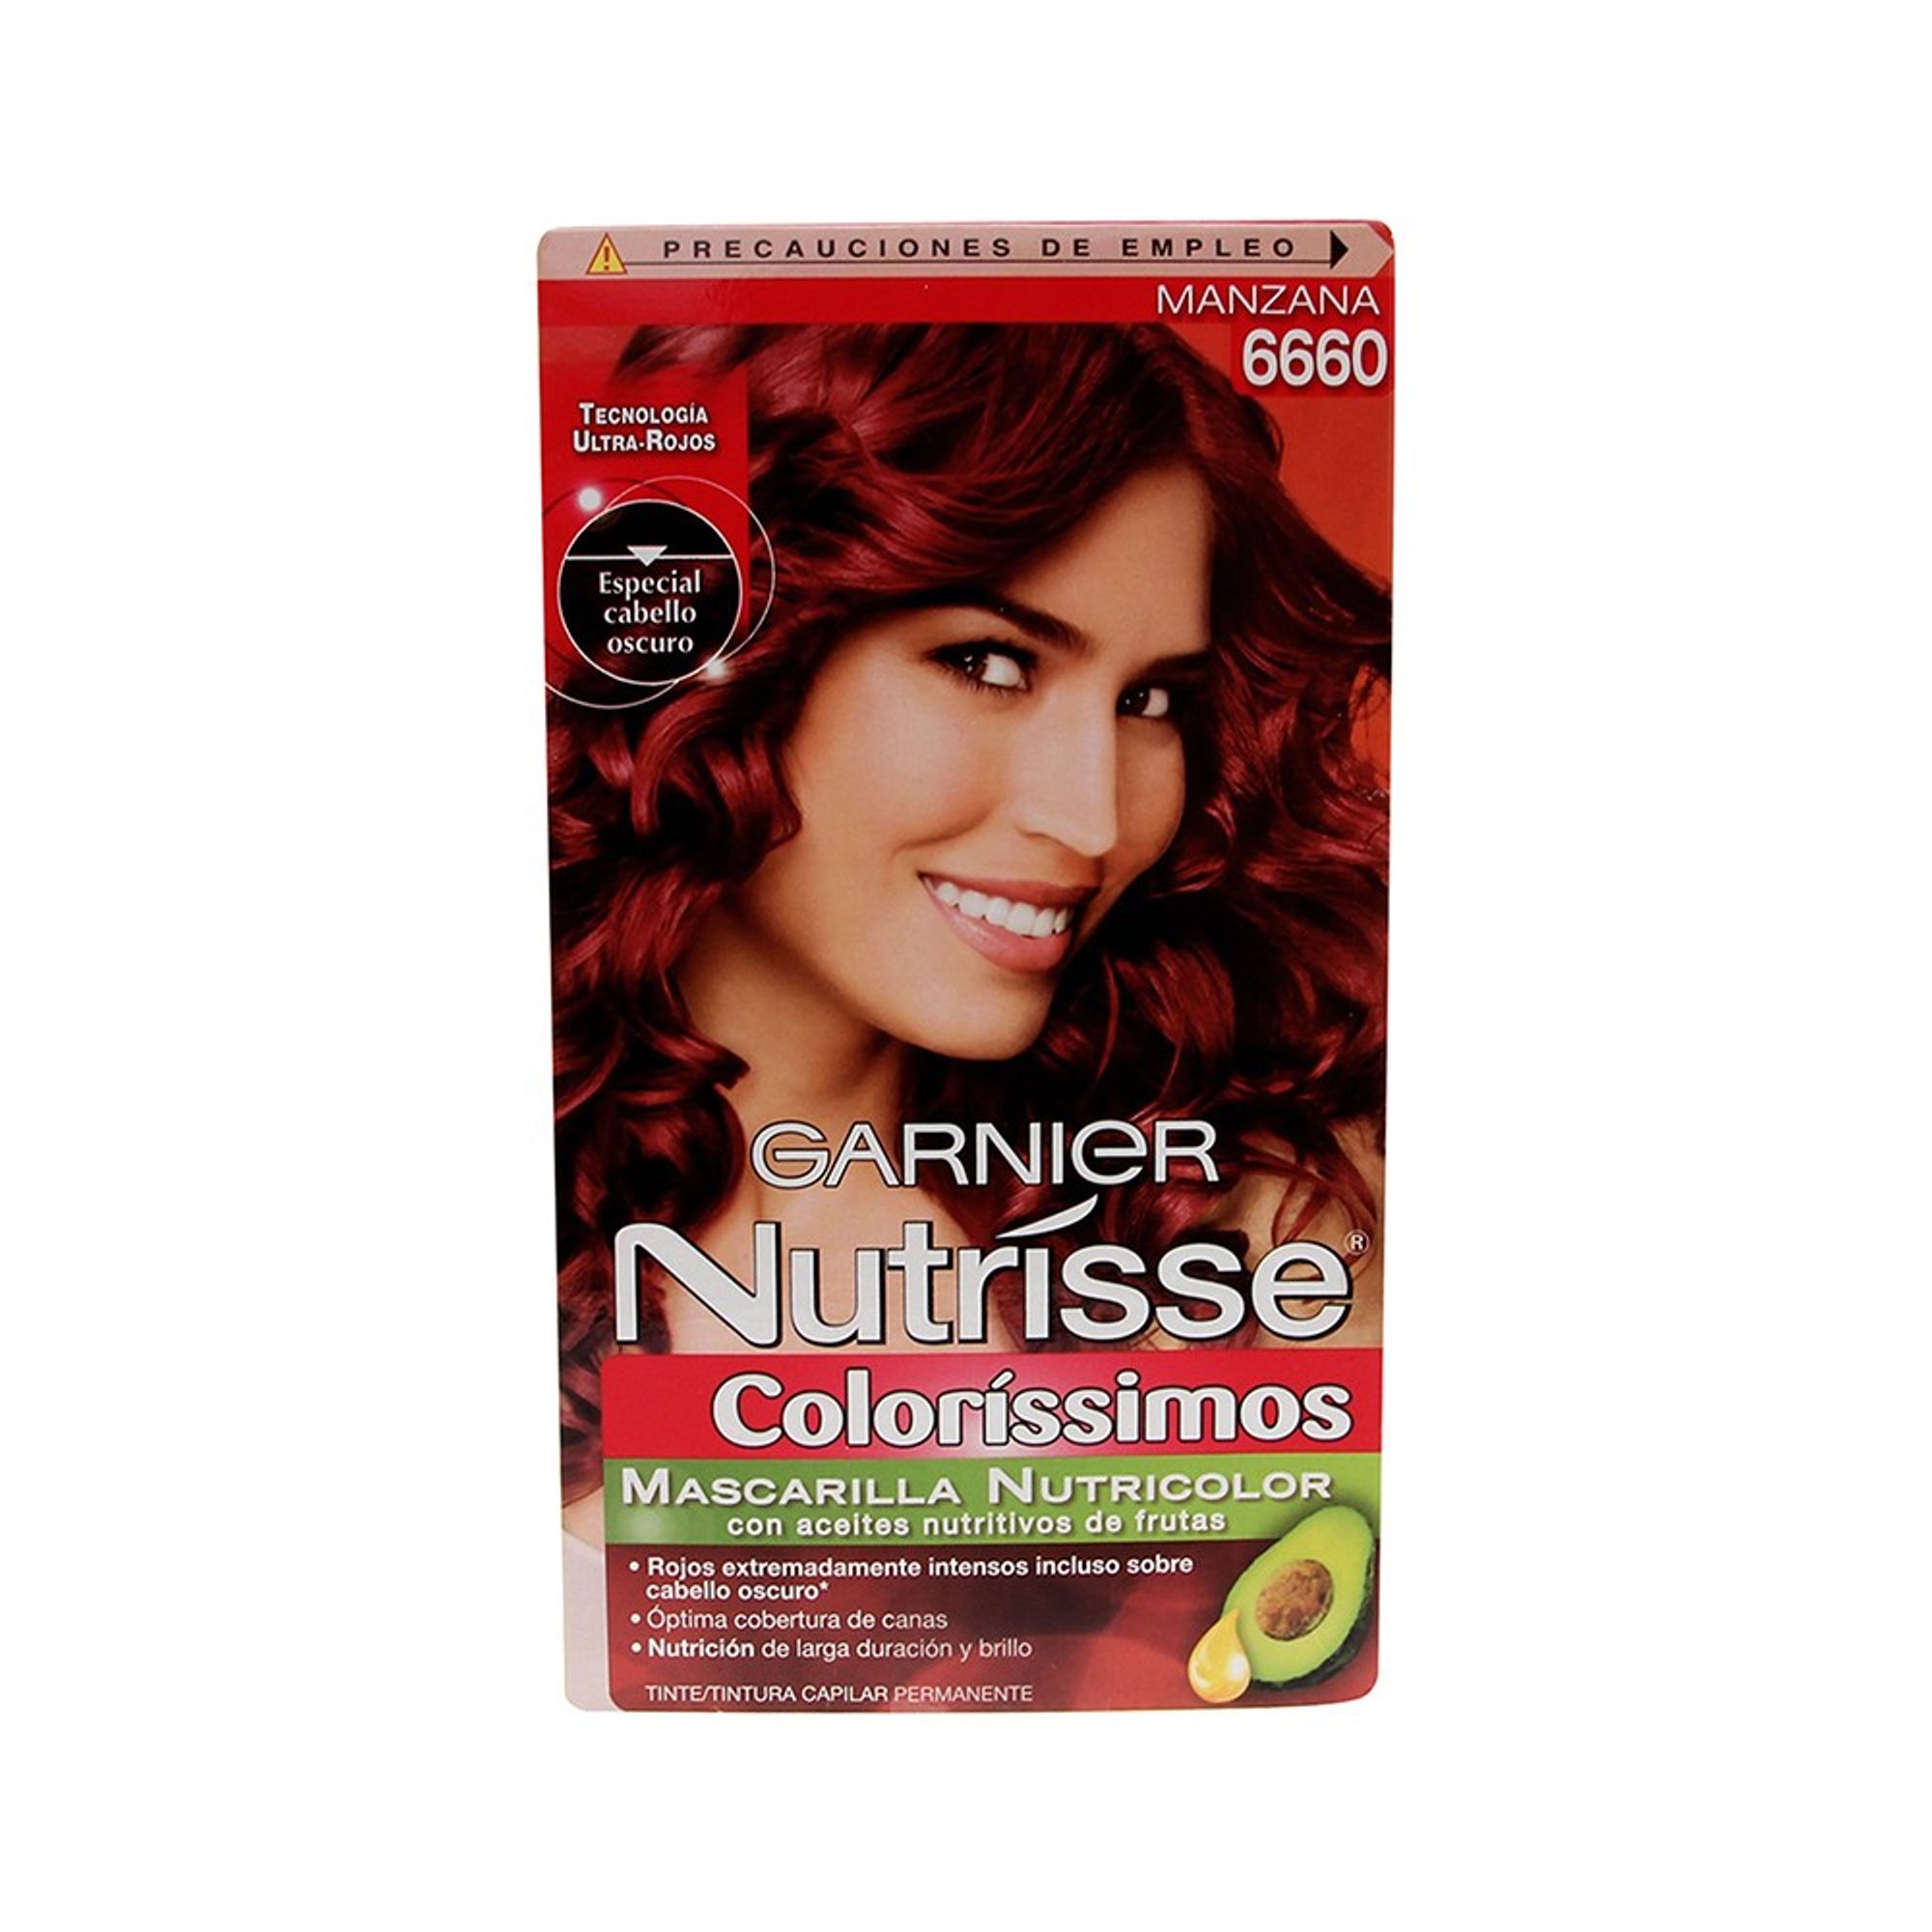 PRECAUCIONES DE EMPLEO
MANZANA
6660
TECNOLOGÍA
ULTRA-ROJOS
Especial
cabello
oscuro
GARNIER
Nutrísse®
Coloríssimos
MASCARILLA NUTRICOLOR
con aceites nutritivos de frutas
• Rojos extremadamente intensos incluso sobre
cabello oscuro*
• Óptima cobertura de canas
• Nutrición de larga duración y brillo
TINTE/TINTURA CAPILAR PERMANENTE